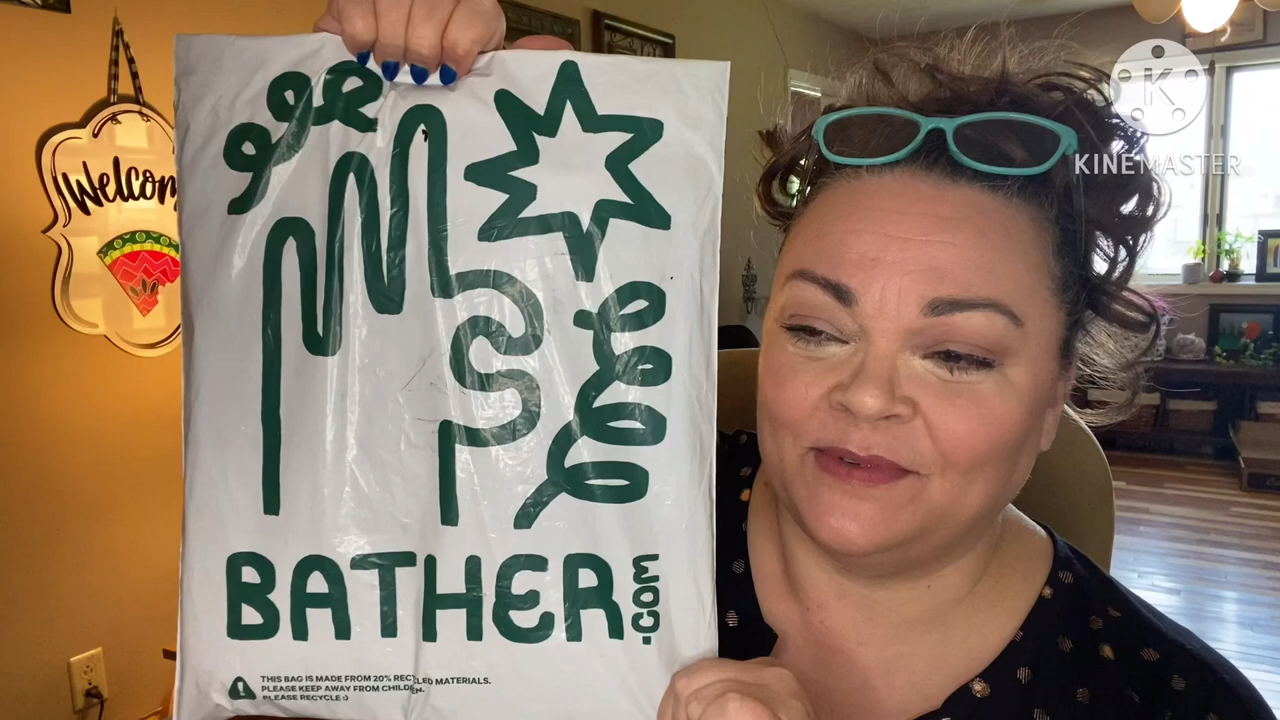 Welcom
K
KINEMASTER
BATHER
.COM
THIS BAG IS MADE FROM 20% RECYCLED MATERIALS.
PLEASE KEEP AWAY FROM CHILDREN.
PLEASE RECYCLE :)